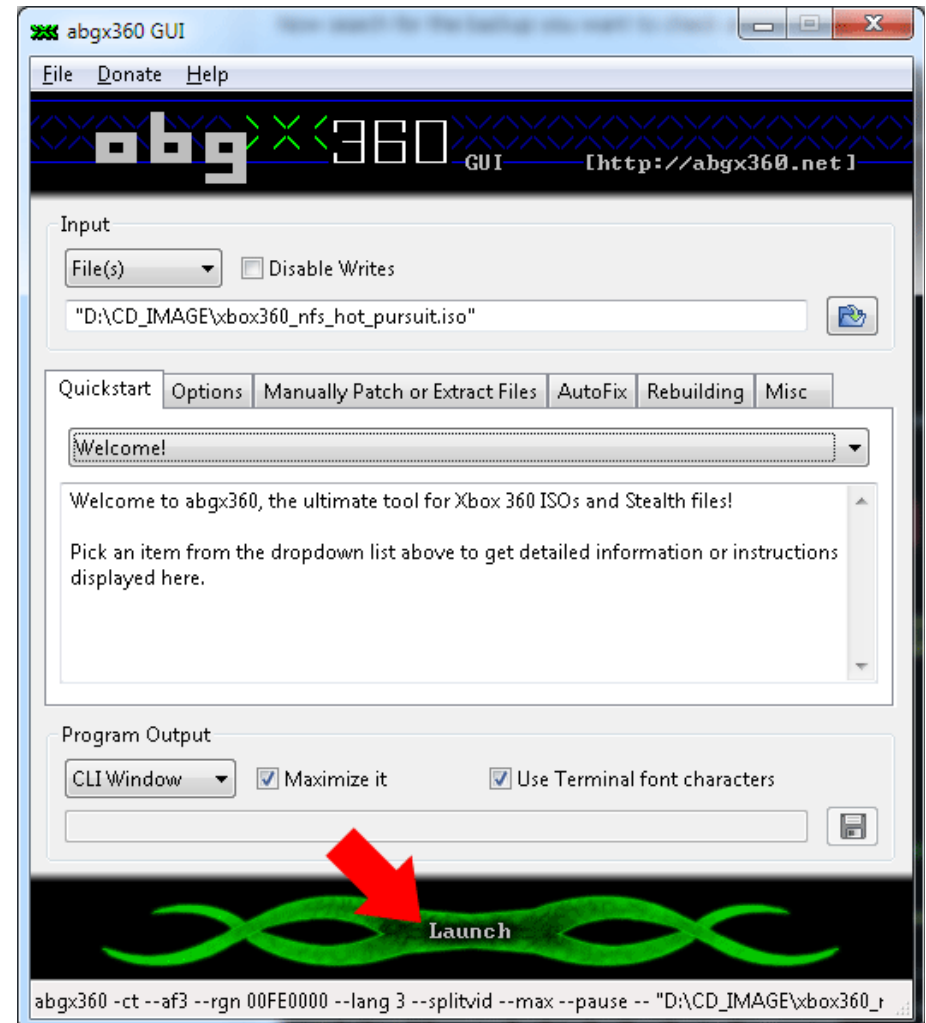 abgx360 GUI
File Donate Help
abgx360 GUI [http://abgx360.net]
Input
File(s) Disable Writes
"D:\CD_IMAGE\xbox360_nfs_hot_pursuit.iso"
Quickstart Options Manually Patch or Extract Files AutoFix Rebuilding Misc
Welcome!
Welcome to abgx360, the ultimate tool for Xbox 360 ISOs and Stealth files!
Pick an item from the dropdown list above to get detailed information or instructions
displayed here.
Program Output
CLI Window Maximize it Use Terminal font characters
Launch
abgx360 -ct --af3 --rgn 00FE0000 --lang 3 --splitvid --max --pause -- "D:\CD_IMAGE\xbox360_r